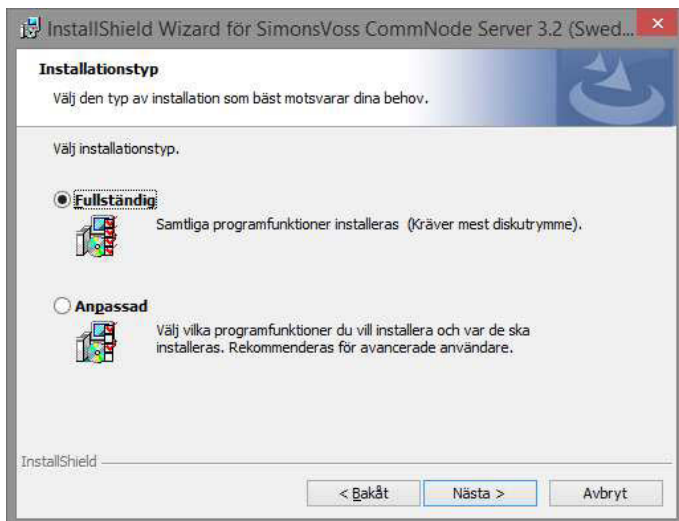 InstallShield Wizard för SimonsVoss CommNode Server 3.2 (Swed...
Installationstyp
Välj den typ av installation som bäst motsvarar dina behov.
Välj installationstyp.
Fullständig
Samtliga programfunktioner installeras (Kräver mest diskutrymme).
Anpassad
Välj vilka programfunktioner du vill installera och var de ska
installeras. Rekommenderas för avancerade användare.
InstallShield
< Bakåt
Nästa >
Avbryt